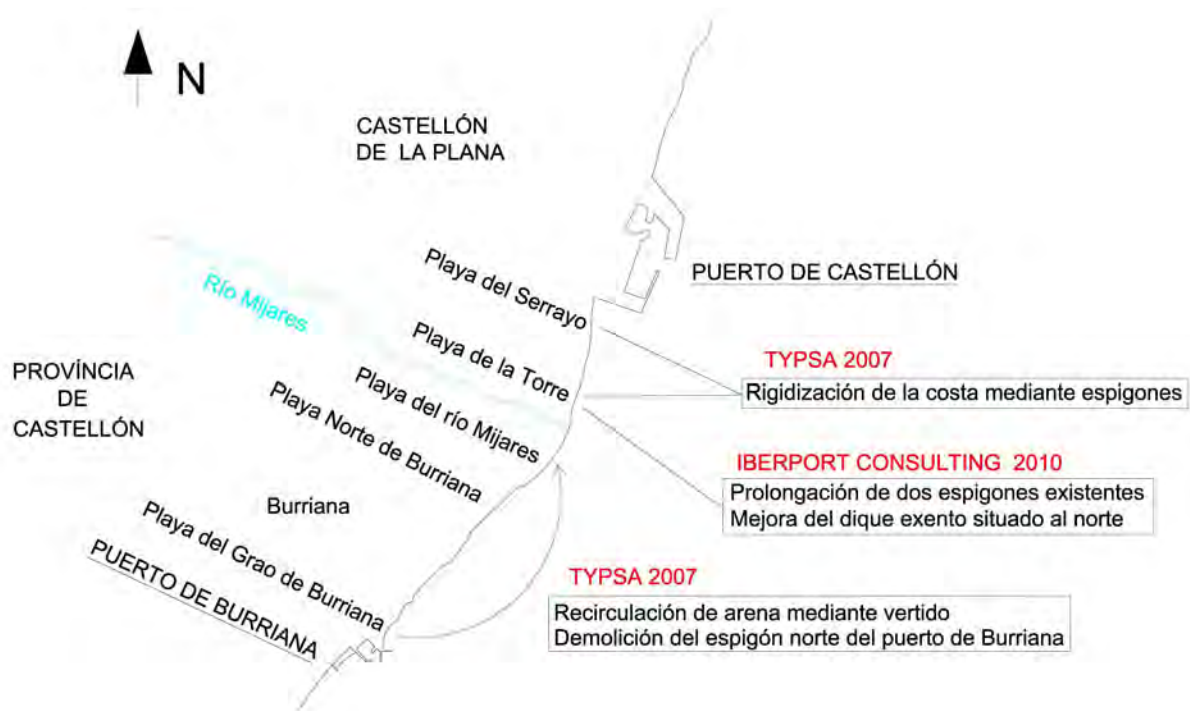 N
CASTELLÓN
DE LA PLANA
PUERTO DE CASTELLÓN
Playa del Serrayo
Río Mijares
Playa de la Torre
TYPSA 2007
Rigidización de la costa mediante espigones
PROVÍNCIA
DE
CASTELLÓN
Playa del río Mijares
Playa Norte de Burriana
IBERPORT CONSULTING 2010
Prolongación de dos espigones existentes
Mejora del dique exento situado al norte
Burriana
Playa del Grao de Burriana
PUERTO DE BURRIANA
TYPSA 2007
Recirculación de arena mediante vertido
Demolición del espigón norte del puerto de Burriana